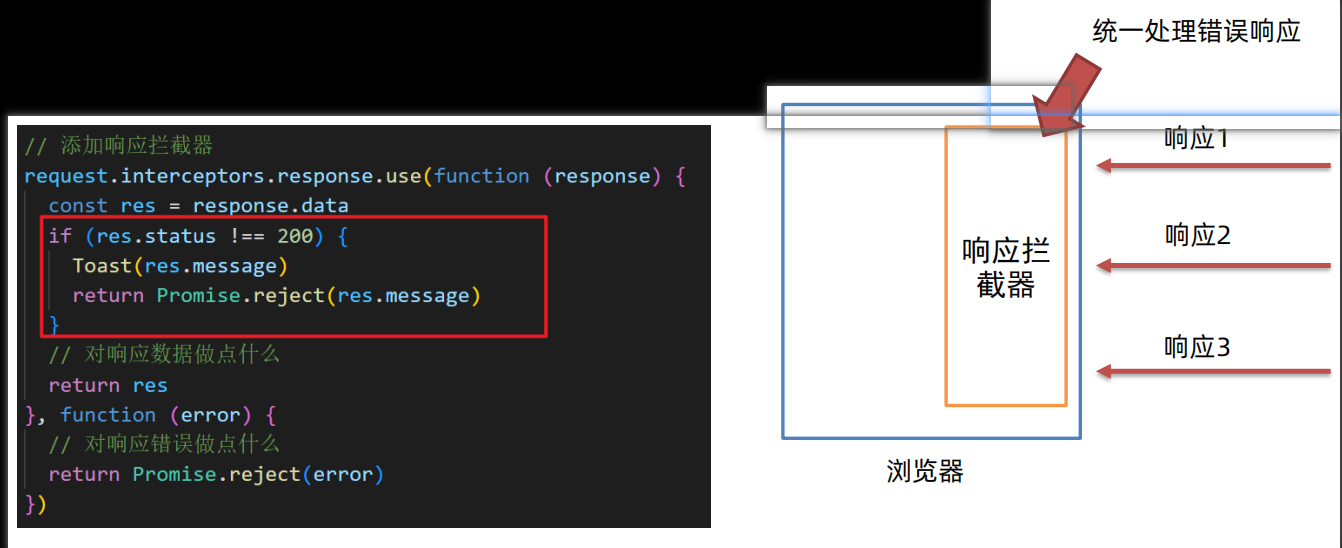 统一处理错误响应
// 添加响应拦截器
request.interceptors.response.use(function (response) {
const res = response.data
if (res.status !== 200) {
Toast(res.message)
return Promise.reject(res.message)
}
// 对响应数据做点什么
return res
}, function (error) {
// 对响应错误做点什么
return Promise.reject(error)
})
响应拦
截器
响应1
响应2
响应3
浏览器